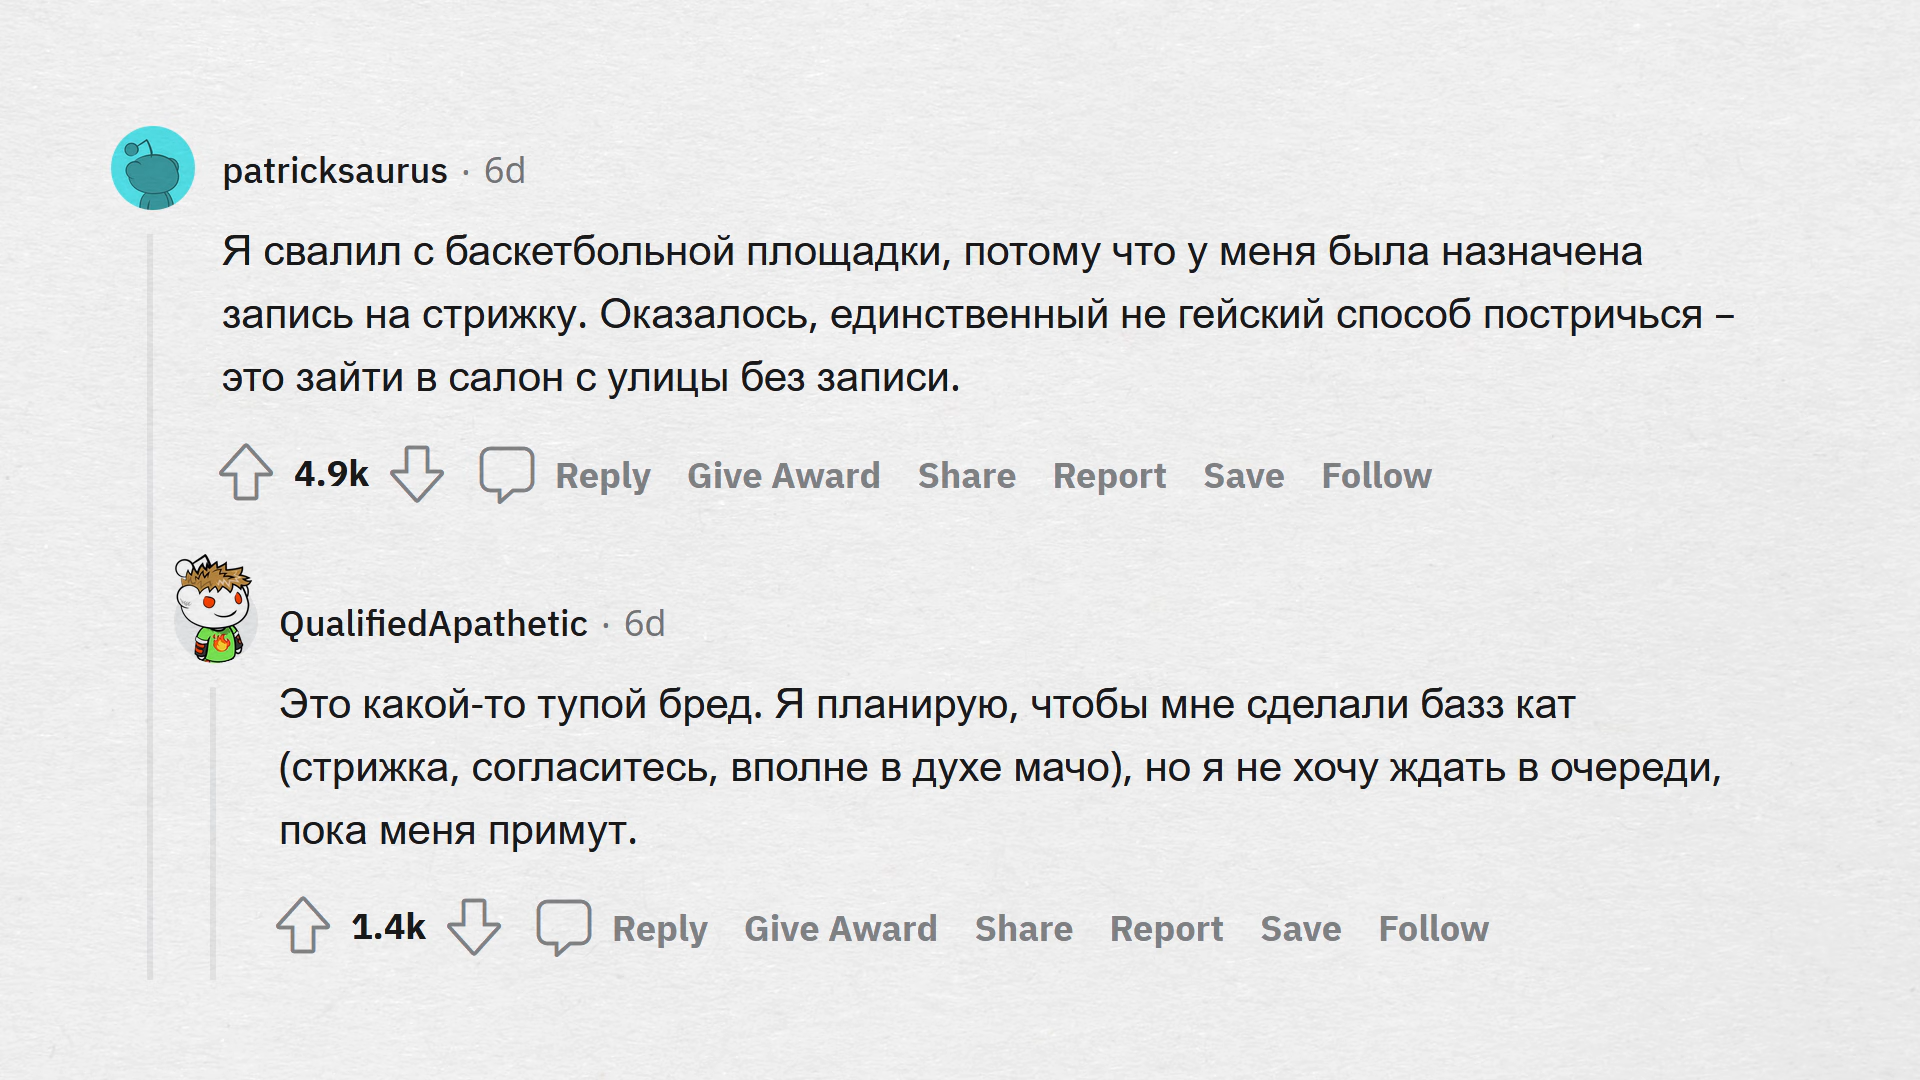 patricksaurus · 6d
Я свалил с баскетбольной площадки, потому что у меня была назначена
запись на стрижку. Оказалось, единственный не гейский способ постричься –
это зайти в салон с улицы без записи.
4.9k Reply Give Award Share Report Save Follow
QualifiedApathetic · 6d
Это какой-то тупой бред. Я планирую, чтобы мне сделали базз кат
(стрижка, согласитесь, вполне в духе мачо), но я не хочу ждать в очереди,
пока меня примут.
1.4k Reply Give Award Share Report Save Follow